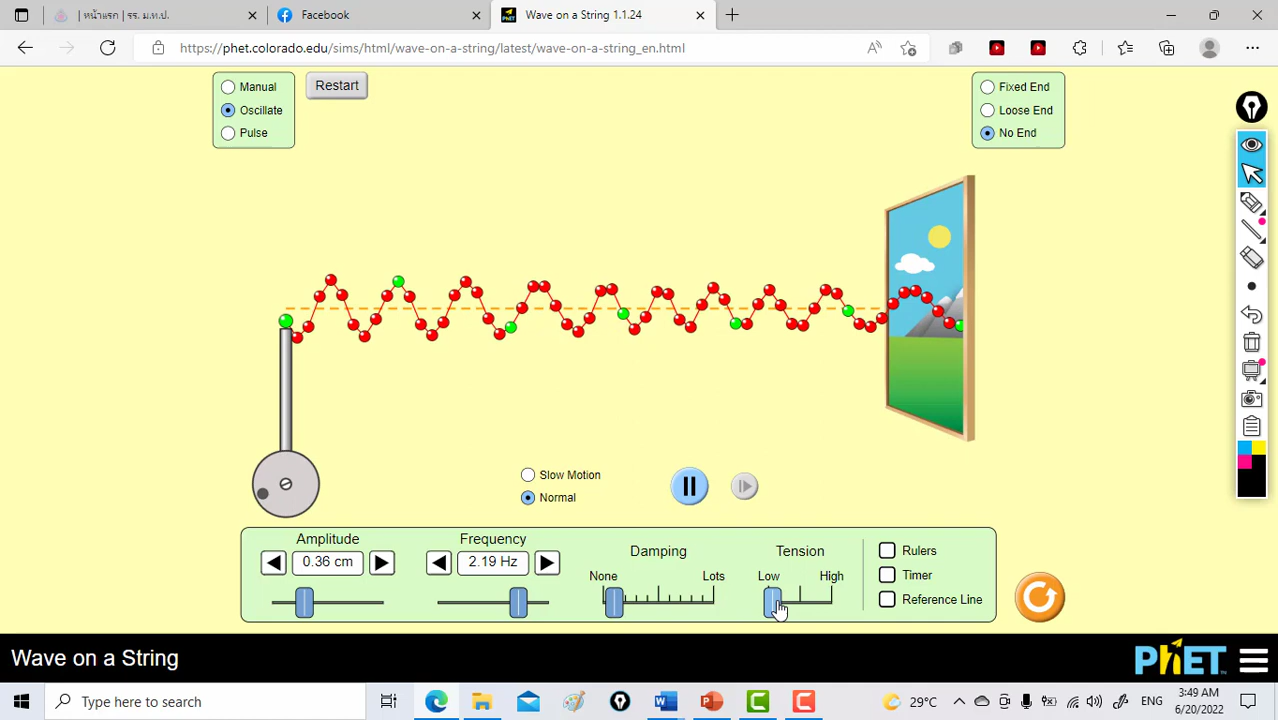 หน้าแรก | รร. ม.ท.ป.
Facebook
Wave on a String 1.1.24
https://phet.colorado.edu/sims/html/wave-on-a-string/latest/wave-on-a-string_en.html
Manual
Oscillate
Pulse
Restart
Fixed End
Loose End
No End
Slow Motion
Normal
Amplitude
0.36 cm
Frequency
2.19 Hz
Damping
None
Lots
Tension
Low
High
Rulers
Timer
Reference Line
Wave on a String
PhET
Type here to search
29°C
ENG
3:49 AM
6/20/2022